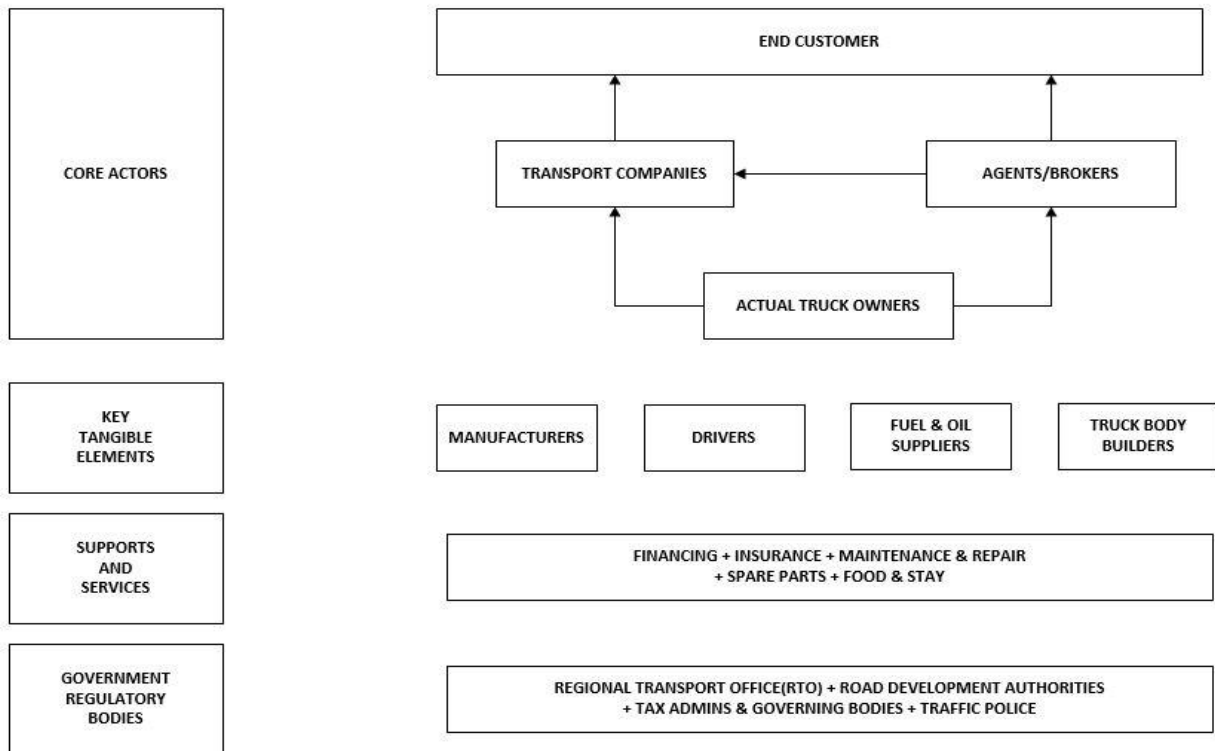 END CUSTOMER
CORE ACTORS
TRANSPORT COMPANIES
AGENTS/BROKERS
ACTUAL TRUCK OWNERS
KEY
TANGIBLE
ELEMENTS
MANUFACTURERS
DRIVERS
FUEL & OIL
SUPPLIERS
TRUCK BODY
BUILDERS
SUPPORTS
AND
SERVICES
FINANCING + INSURANCE + MAINTENANCE & REPAIR
+ SPARE PARTS + FOOD & STAY
GOVERNMENT
REGULATORY
BODIES
REGIONAL TRANSPORT OFFICE(RTO) + ROAD DEVELOPMENT AUTHORITIES
+ TAX ADMINS & GOVERNING BODIES + TRAFFIC POLICE